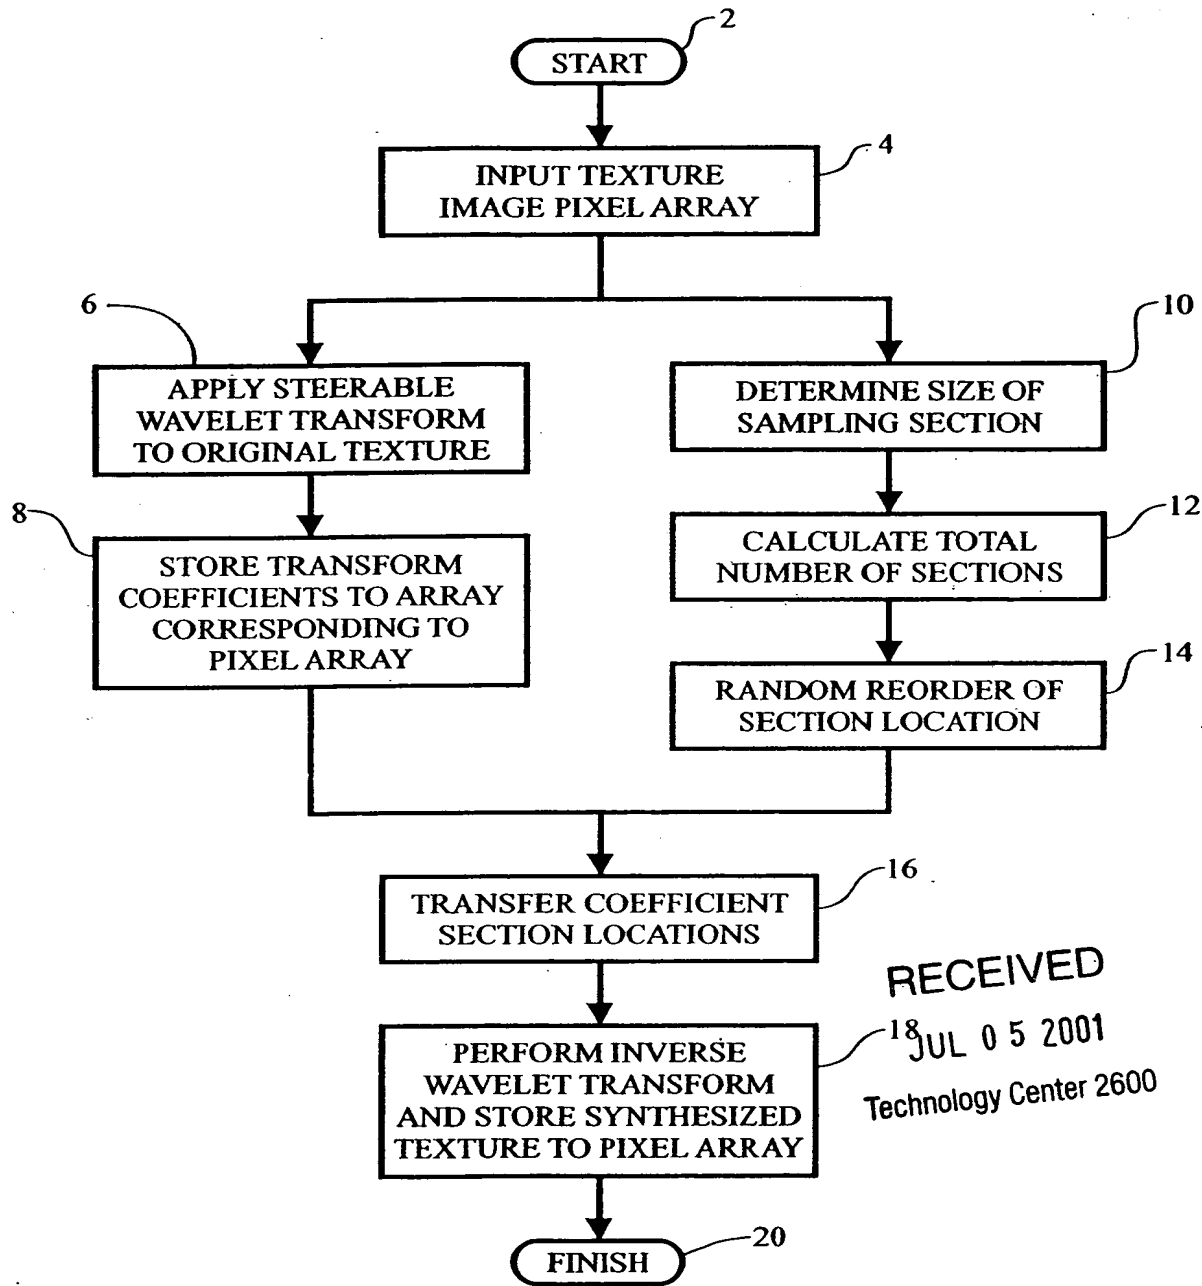 2
START
4
INPUT TEXTURE
IMAGE PIXEL ARRAY
6
APPLY STEERABLE
WAVELET TRANSFORM
TO ORIGINAL TEXTURE
8
STORE TRANSFORM
COEFFICIENTS TO ARRAY
CORRESPONDING TO
PIXEL ARRAY
10
DETERMINE SIZE OF
SAMPLING SECTION
12
CALCULATE TOTAL
NUMBER OF SECTIONS
14
RANDOM REORDER OF
SECTION LOCATION
16
TRANSFER COEFFICIENT
SECTION LOCATIONS
18
PERFORM INVERSE
WAVELET TRANSFORM
AND STORE SYNTHESIZED
TEXTURE TO PIXEL ARRAY
RECEIVED
JUL 0 5 2001
Technology Center 2600
20
FINISH